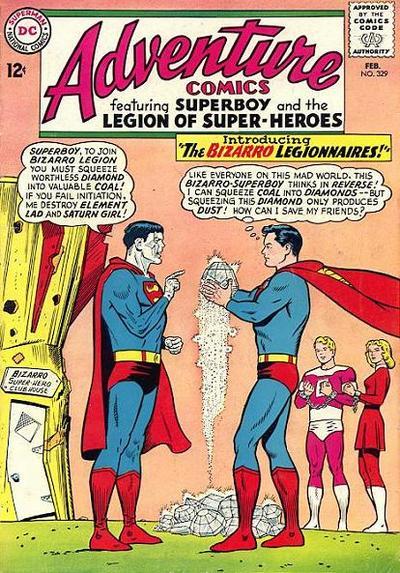 SUPERMAN
DC
NATIONAL COMICS
APPROVED
BY THE
COMICS
CODE
CA
AUTHORITY
12¢
Adventure
COMICS
FEB.
NO. 329
featuring SUPERBOY and the
LEGION OF SUPER-HEROES
Introducing
"The BIZARRO Legionnaires!"
SUPERBOY, TO JOIN
BIZARRO LEGION
YOU MUST SQUEEZE
WORTHLESS DIAMOND
INTO VALUABLE COAL!
IF YOU FAIL INITIATION,
ME DESTROY ELEMENT
LAD AND SATURN GIRL!
LIKE EVERYONE ON THIS MAD WORLD, THIS
BIZARRO-SUPERBOY THINKS IN REVERSE!
I CAN SQUEEZE COAL INTO DIAMONDS--BUT
SQUEEZING THIS DIAMOND ONLY PRODUCES
DUST! HOW CAN I SAVE MY FRIENDS?
BIZARRO
SUPER-HERO
CLUB HOUSE